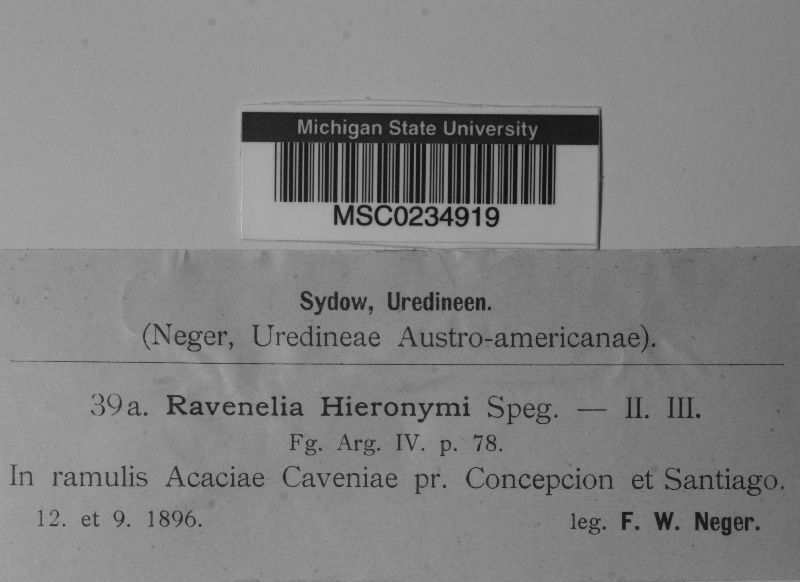 Michigan State University
MSC0234919
Sydow, Uredineen.
(Neger, Uredineae Austro-americanae).
39a. Ravenelia Hieronymi Speg. — II. III.
Fg. Arg. IV. p. 78.
In ramulis Acaciae Caveniae pr. Concepcion et Santiago.
12. et 9. 1896. leg. F. W. Neger.